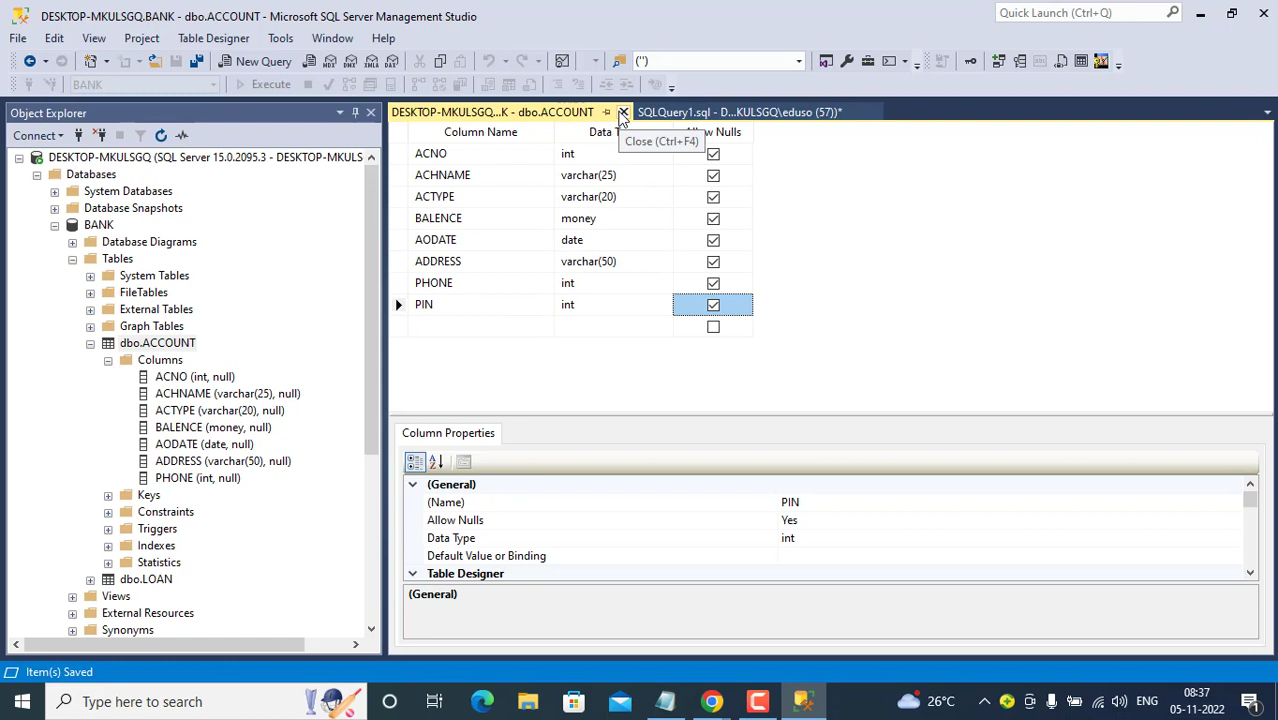 DESKTOP-MKULSGQ.BANK - dbo.ACCOUNT - Microsoft SQL Server Management Studio
Quick Launch (Ctrl+Q)
File Edit View Project Table Designer Tools Window Help
New Query
MDX DMX XMLA DAX
('')
BANK
Execute
Object Explorer
Connect
DESKTOP-MKULSGQ (SQL Server 15.0.2095.3 - DESKTOP-MKULS
Databases
System Databases
Database Snapshots
BANK
Database Diagrams
Tables
System Tables
FileTables
External Tables
Graph Tables
dbo.ACCOUNT
Columns
ACNO (int, null)
ACHNAME (varchar(25), null)
ACTYPE (varchar(20), null)
BALENCE (money, null)
AODATE (date, null)
ADDRESS (varchar(50), null)
PHONE (int, null)
Keys
Constraints
Triggers
Indexes
Statistics
dbo.LOAN
Views
External Resources
Synonyms
DESKTOP-MKULSGQ...K - dbo.ACCOUNT
SQLQuery1.sql - D...KULSGQ\eduso (57))*
Close (Ctrl+F4)
Column Name Data T llow Nulls
ACNO int
ACHNAME varchar(25)
ACTYPE varchar(20)
BALENCE money
AODATE date
ADDRESS varchar(50)
PHONE int
PIN int
Column Properties
(General)
(Name) PIN
Allow Nulls Yes
Data Type int
Default Value or Binding
Table Designer
(General)
Item(s) Saved
Type here to search
26°C
ENG
08:37
05-11-2022
1